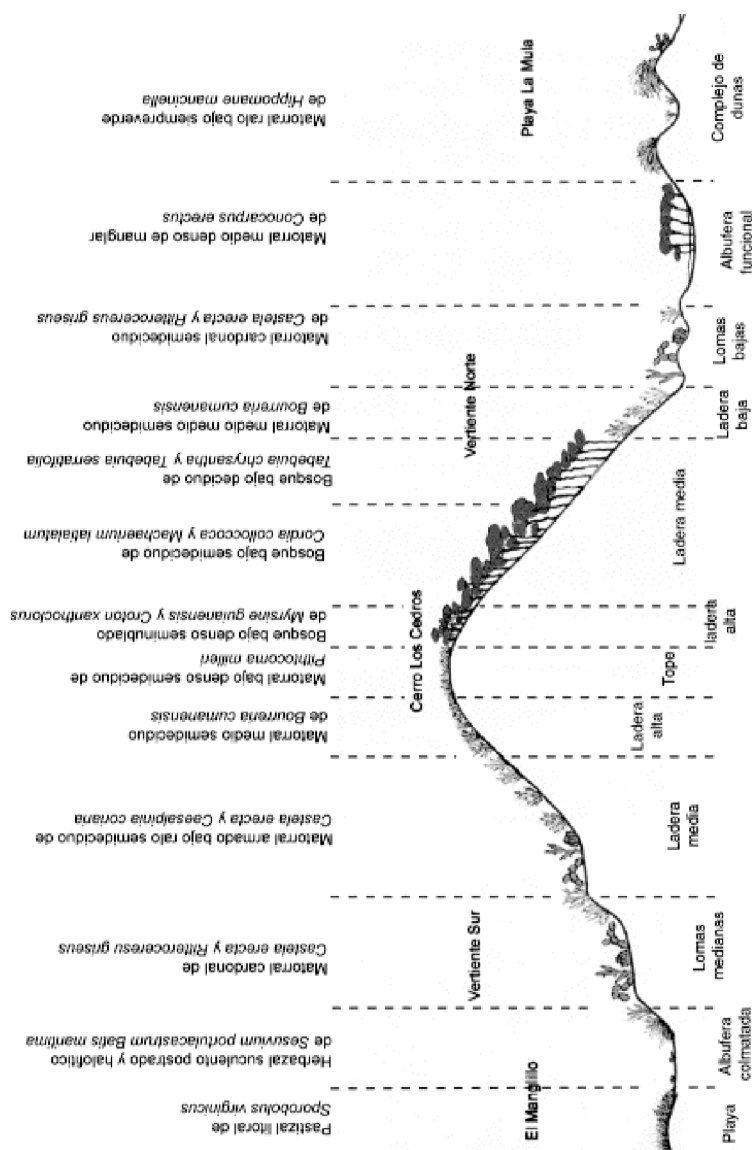 Pastizal litoral de
Sporobolus virginicus
Herbazal suculento postrado y halofítico
de Sesuvium portulacastrum Batis maritima
Matorral cardonal de
Castela erecta y Ritteroceresu griseus
Matorral armado bajo ralo semideciduo de
Castela erecta y Caesalpinia coriaria
Matorral medio semideciduo
de Bourreria cumanensis
Matorral bajo denso semideciduo de
milleri
Bosque bajo denso seminublado
de Myrsine guianensis y Croton xanthoclorus
Bosque bajo semideciduo de
Cordia collococca y Machaerium latialatum
Bosque bajo deciduo de
Tabebuia chrysantha y Tabebuia serratifolia
Matorral medio medio semideciduo
de Bourreria cumanensis
Matorral cardonal semideciduo
de Castela erecta y Ritterocereus griseus
Matorral medio denso de manglar
de Conocarpus erectus
Matorral ralo bajo siempreverde
de Hippomane mancinella
El Manglillo
Vertiente Sur
Cerro Los Cedros
Vertiente Norte
Playa La Mula
Playa
Albufera
colmatada
Lomas
medianas
Ladera
media
Ladera
alta
Tope
ladera
alta
Ladera media
Ladera
baja
Lomas
bajas
Albufera
funcional
Complejo de
dunas